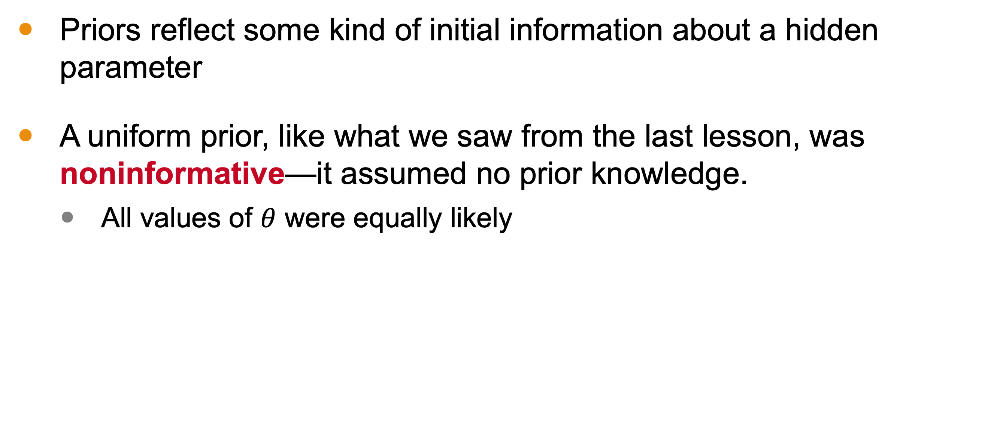 • Priors reflect some kind of initial information about a hidden
parameter
• A uniform prior, like what we saw from the last lesson, was
noninformative—it assumed no prior knowledge.
• All values of 𝜃 were equally likely